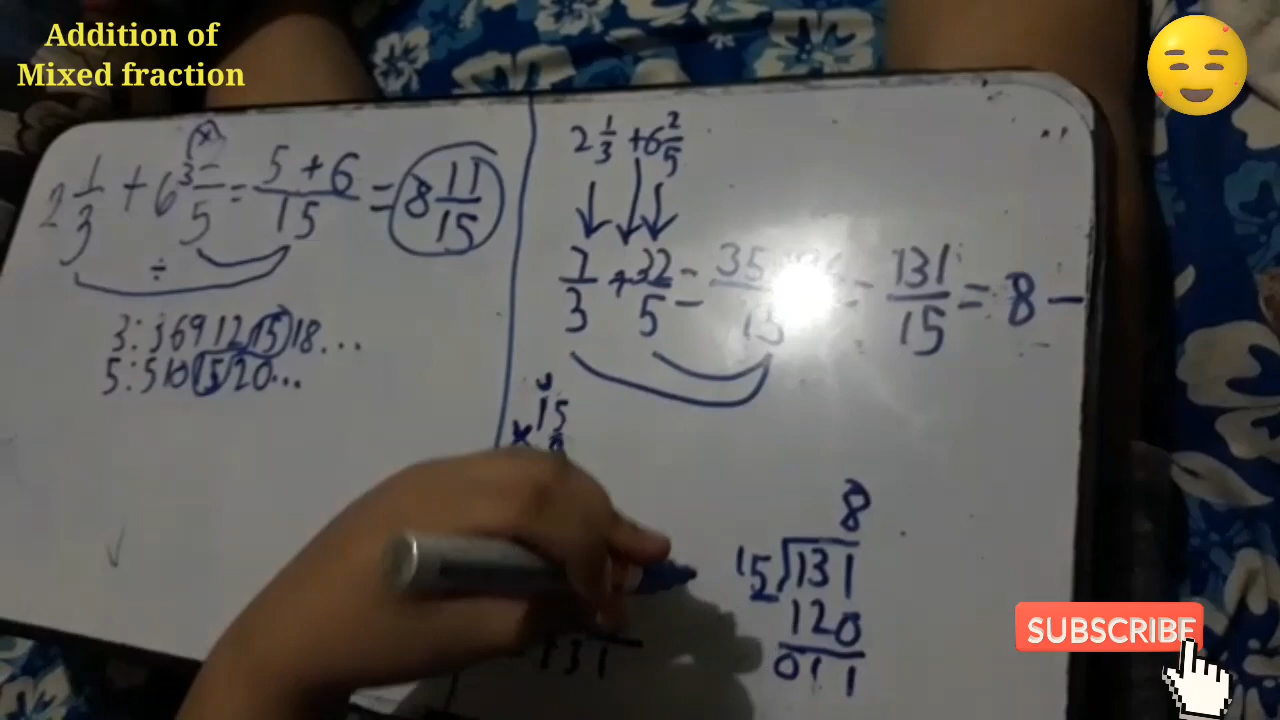 Addition of
Mixed fraction
2 1/3 + 6 /5 = 5 + 6/15 = 8 11/15
÷
3: 3 6 9 12 15 18...
5: 5 10 15 20...
2 1/3 + 6 2/5
7/3 + 32/5 = 35/15 = 131/15 = 8 –
15
×
131
8
15)131
120
011
SUBSCRIBE